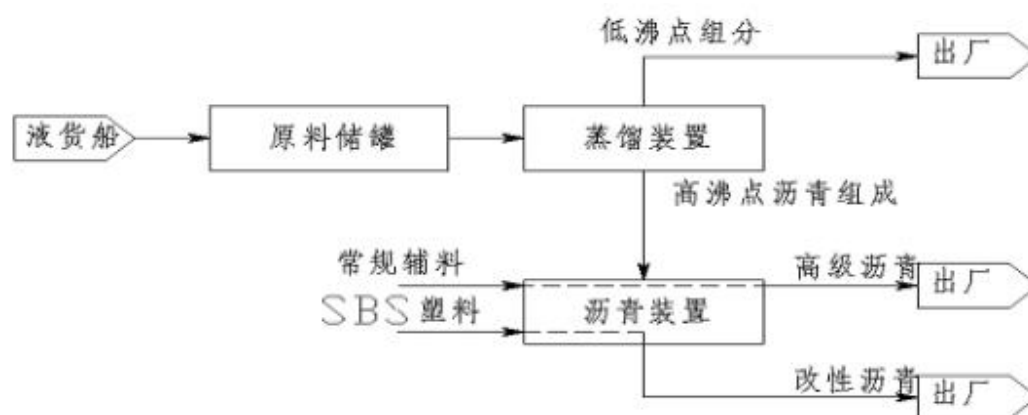 低沸点组分
出厂
液货船
原料储罐
蒸馏装置
高沸点沥青组成
常规辅料
高级沥青
出厂
SBS塑料
沥青装置
改性沥青
出厂